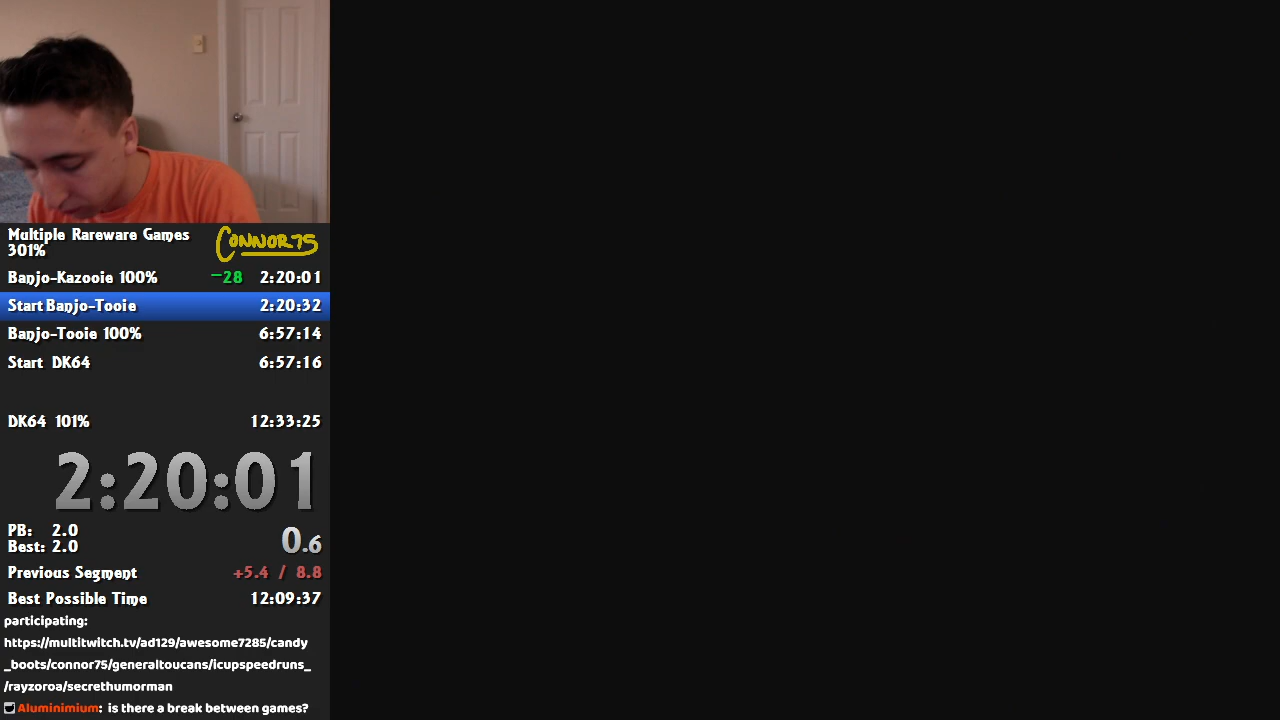 Multiple Rareware Games
301%
CONNOR75
Banjo-Kazooie 100% −28 2:20:01
Start Banjo-Tooie 2:20:32
Banjo-Tooie 100% 6:57:14
Start DK64 6:57:16
DK64 101% 12:33:25
2:20:01
PB: 2.0
Best: 2.0
0.6
Previous Segment +5.4 / 8.8
Best Possible Time 12:09:37
participating:
https://multitwitch.tv/ad129/awesome7285/candy
_boots/connor75/generaltoucans/icupspeedruns_
/rayzoroa/secrethumorman
Aluminimium: is there a break between games?